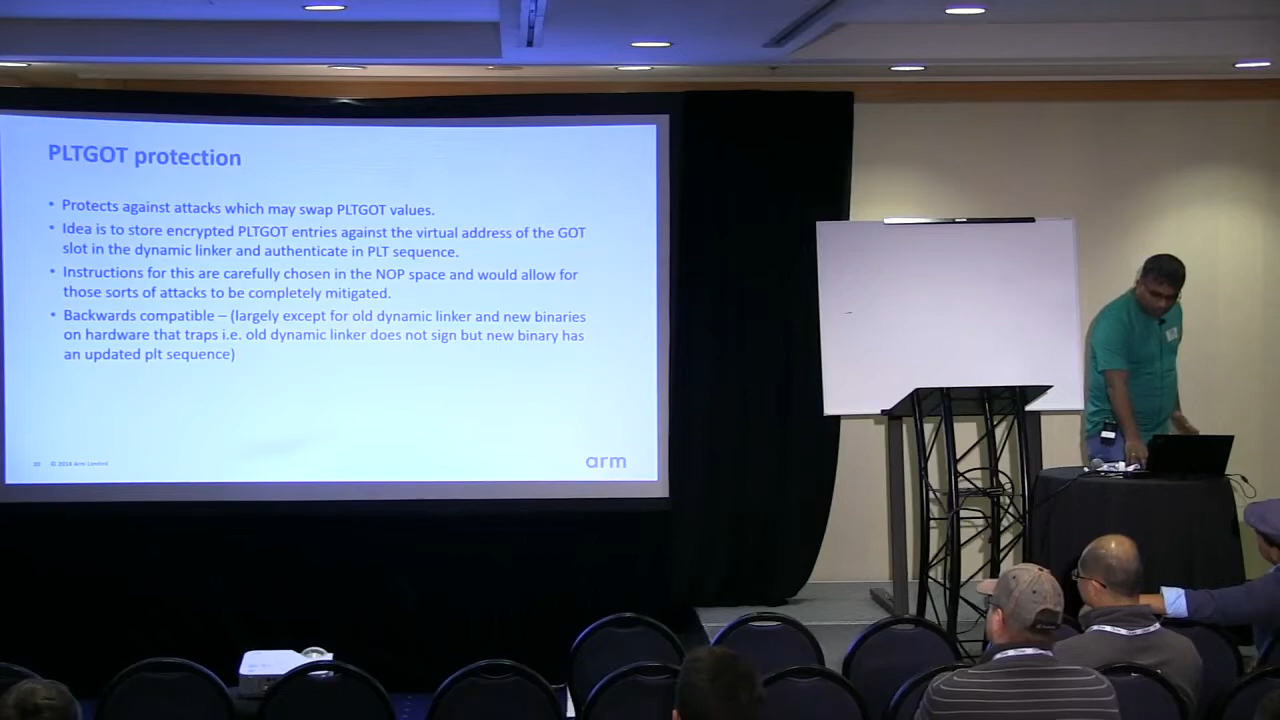 PLTGOT protection
• Protects against attacks which may swap PLTGOT values.
• Idea is to store encrypted PLTGOT entries against the virtual address of the GOT
slot in the dynamic linker and authenticate in PLT sequence.
• Instructions for this are carefully chosen in the NOP space and would allow for
those sorts of attacks to be completely mitigated.
• Backwards compatible – (largely except for old dynamic linker and new binaries
on hardware that traps i.e. old dynamic linker does not sign but new binary has
an updated plt sequence)
© 2018 Arm Limited
arm